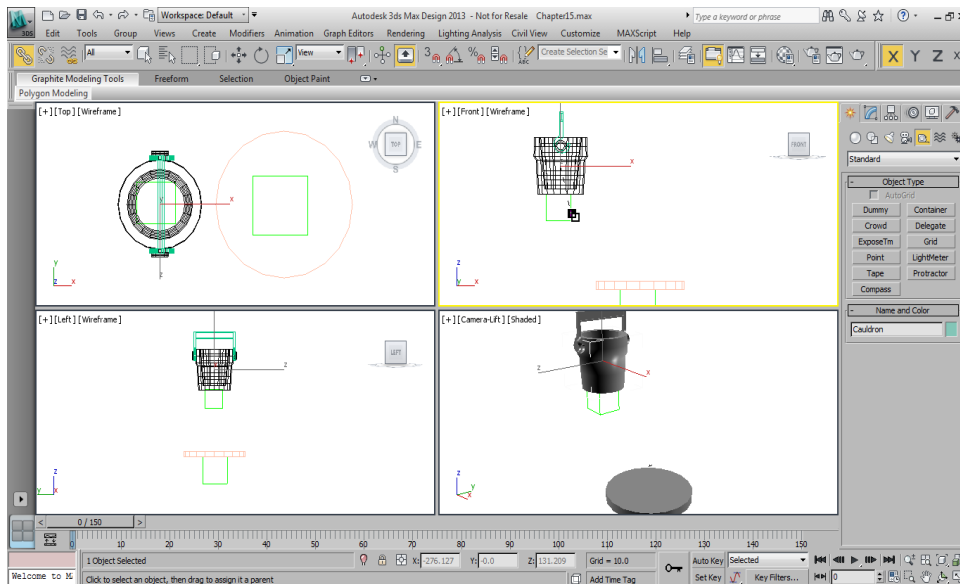 Workspace: Default
Autodesk 3ds Max Design 2013 - Not for Resale Chapter15.max
Type a keyword or phrase
3DS
Edit Tools Group Views Create Modifiers Animation Graph Editors Rendering Lighting Analysis Civil View Customize MAXScript Help
All
View
3
%
ABC
Create Selection Se
X Y Z X
Graphite Modeling Tools Freeform Selection Object Paint
Polygon Modeling
[+] [Top] [Wireframe]
N
W TOP E
S
y
x
z
y
z x
[+] [Front] [Wireframe]
FRONT
x
z
y x
[+] [Left] [Wireframe]
LEFT
z
z
y x
[+] [Camera-Lift] [Shaded]
z
x
z
y
x
Standard
- Object Type
AutoGrid
Dummy Container
Crowd Delegate
ExposeTm Grid
Point LightMeter
Tape Protractor
Compass
- Name and Color
Cauldron
< 0 / 150 >
0 10 20 30 40 50 60 70 80 90 100 110 120 130 140 150
1 Object Selected X: -276.127 Y: -0.0 Z: 131.209 Grid = 10.0 Auto Key Selected
Welcome to M Click to select an object, then drag to assign it a parent Add Time Tag Set Key Key Filters... 0